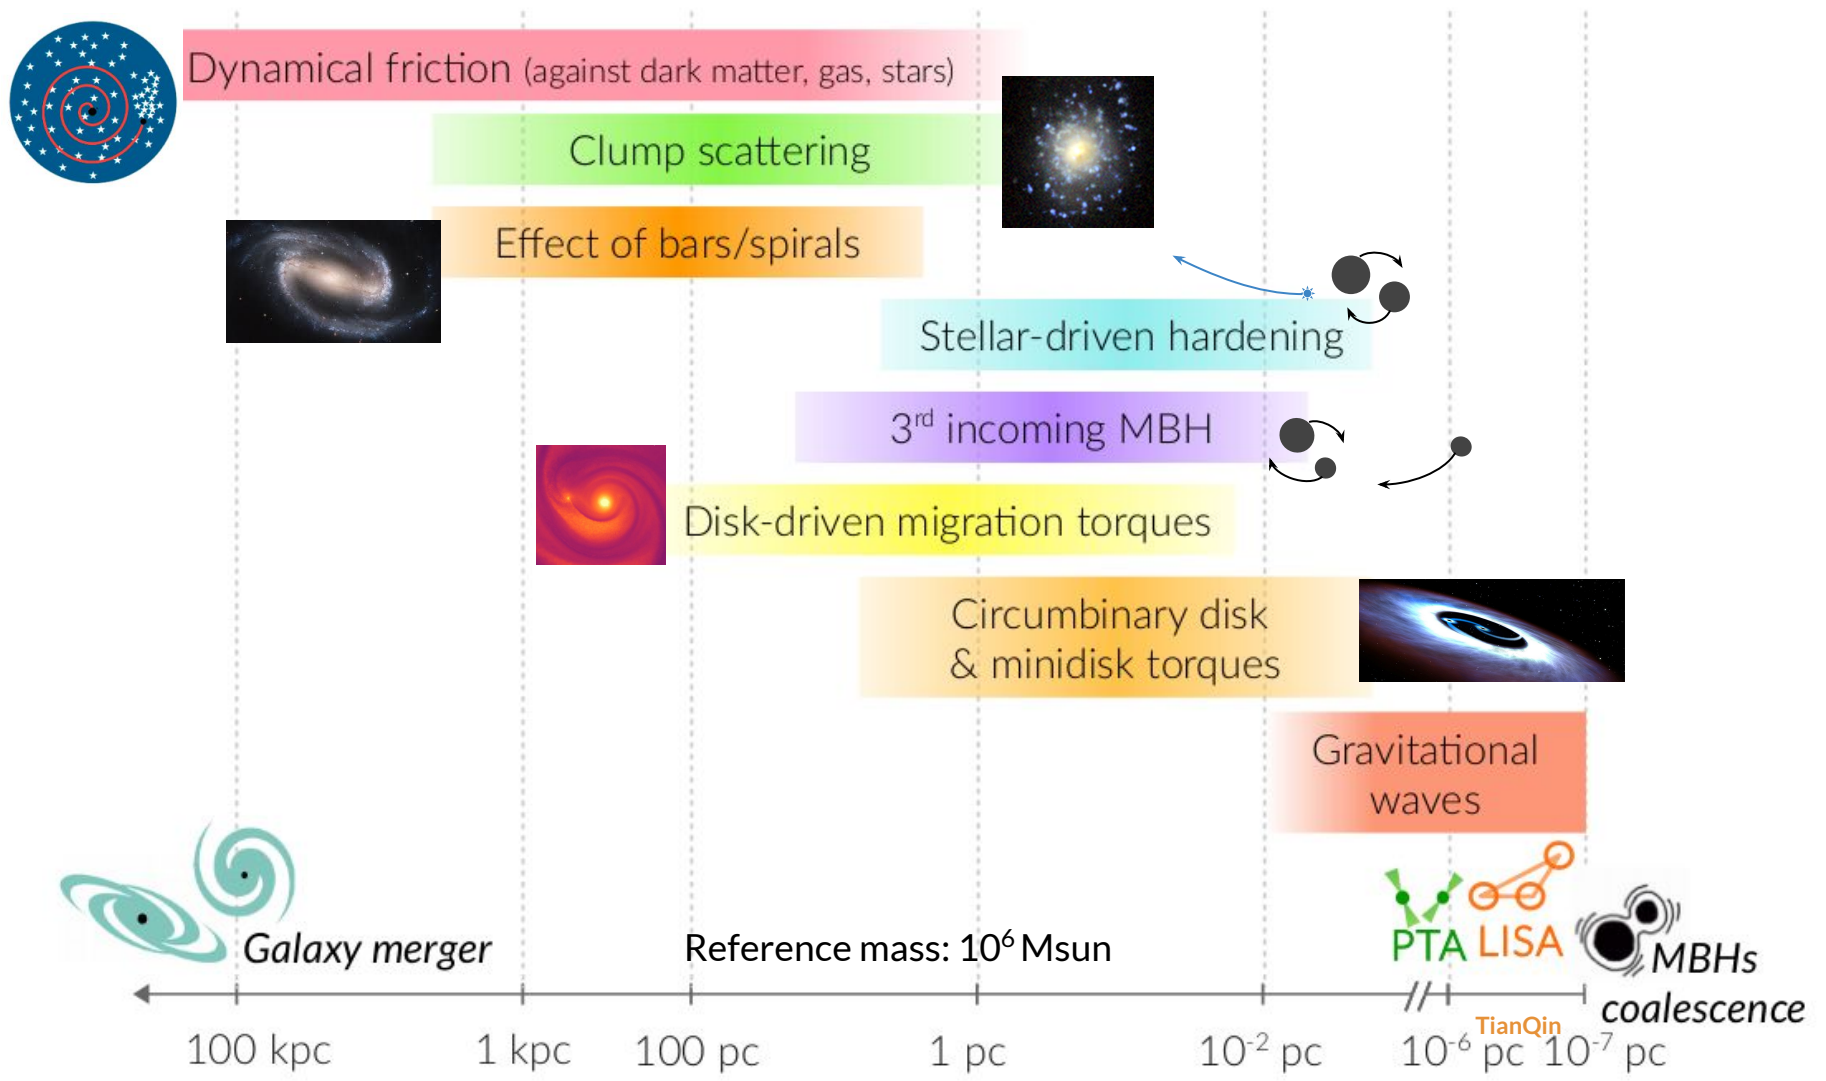 Dynamical friction (against dark matter, gas, stars)
Clump scattering
Effect of bars/spirals
Stellar-driven hardening
3rd incoming MBH
Disk-driven migration torques
Circumbinary disk
& minidisk torques
Gravitational
waves
Galaxy merger
Reference mass: 10⁶ Msun
PTA
LISA
MBHs
coalescence
TianQin
100 kpc
1 kpc
100 pc
1 pc
10⁻² pc
10⁻⁶ pc
10⁻⁷ pc